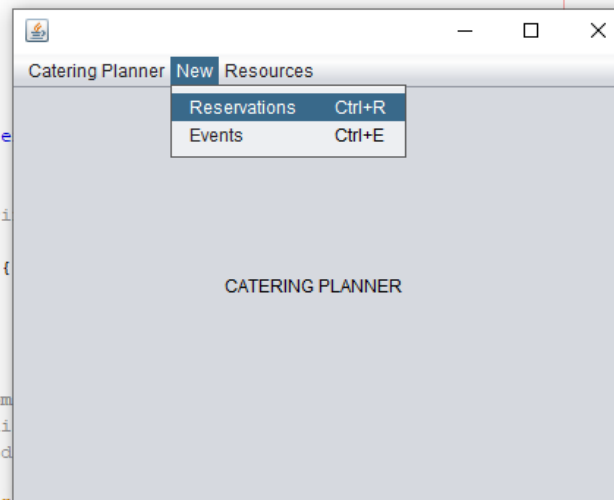 Catering Planner New Resources
Reservations Ctrl+R
Events Ctrl+E
CATERING PLANNER
e
i
{
m
i
d